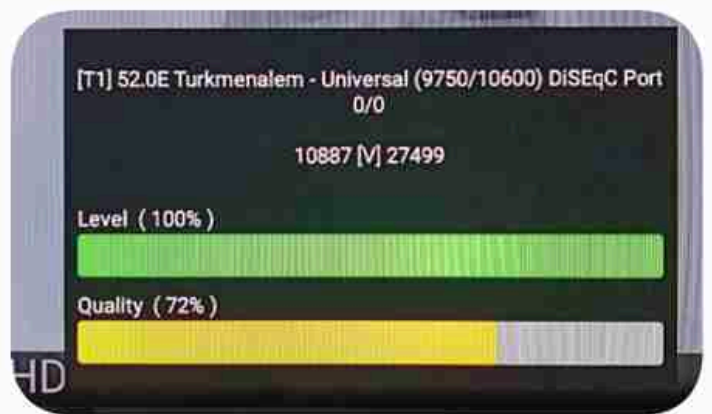 [T1] 52.0E Turkmenalem - Universal (9750/10600) DiSEqC Port
0/0
10887 [V] 27499
Level ( 100% )
Quality ( 72% )
HD